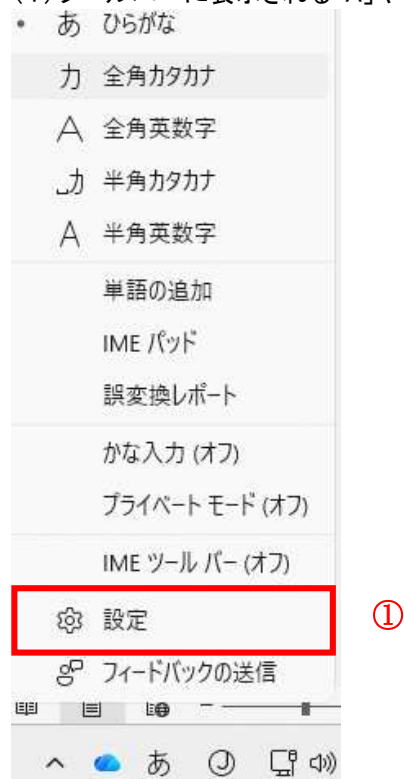 • あ ひらがな
カ 全角カタカナ
A 全角英数字
_カ 半角カタカナ
A 半角英数字
単語の追加
IME パッド
誤変換レポート
かな入力 (オフ)
プライベート モード (オフ)
IME ツール バー (オフ)
設定 ①
フィードバックの送信
あ